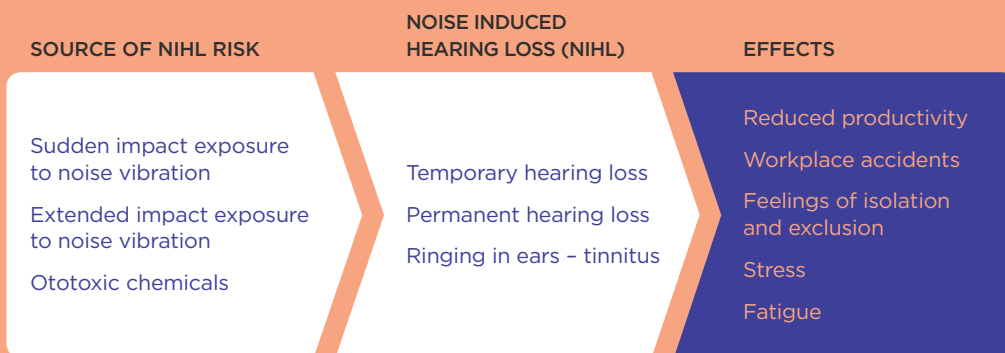 SOURCE OF NIHL RISK
Sudden impact exposure
to noise vibration
Extended impact exposure
to noise vibration
Ototoxic chemicals
NOISE INDUCED
HEARING LOSS (NIHL)
Temporary hearing loss
Permanent hearing loss
Ringing in ears – tinnitus
EFFECTS
Reduced productivity
Workplace accidents
Feelings of isolation
and exclusion
Stress
Fatigue